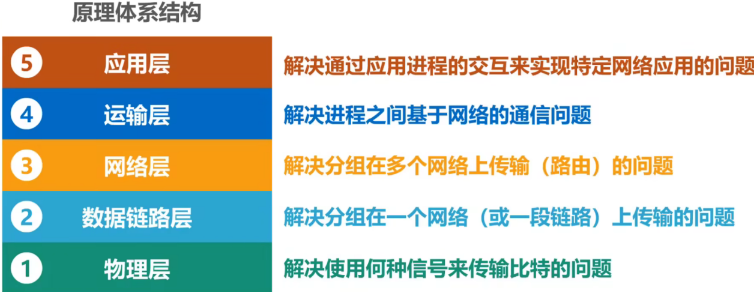 原理体系结构
5 应用层 解决通过应用进程的交互来实现特定网络应用的问题
4 运输层 解决进程之间基于网络的通信问题
3 网络层 解决分组在多个网络上传输（路由）的问题
2 数据链路层 解决分组在一个网络（或一段链路）上传输的问题
1 物理层 解决使用何种信号来传输比特的问题